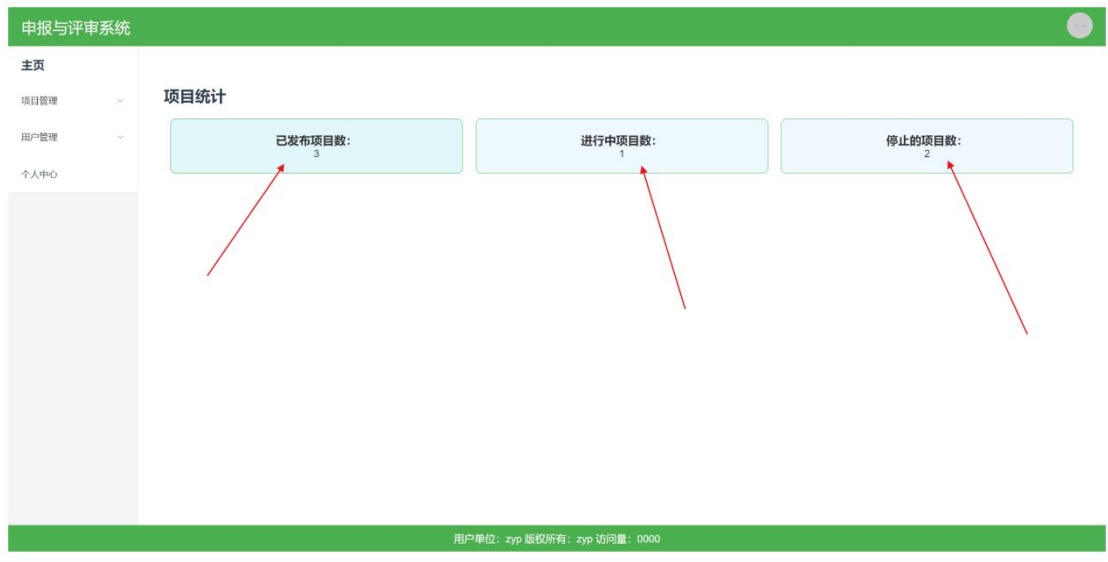 申报与评审系统
主页
项目管理
用户管理
个人中心
项目统计
已发布项目数：
3
进行中项目数：
1
停止的项目数：
2
用户单位：zyp 版权所有：zyp 访问量：0000